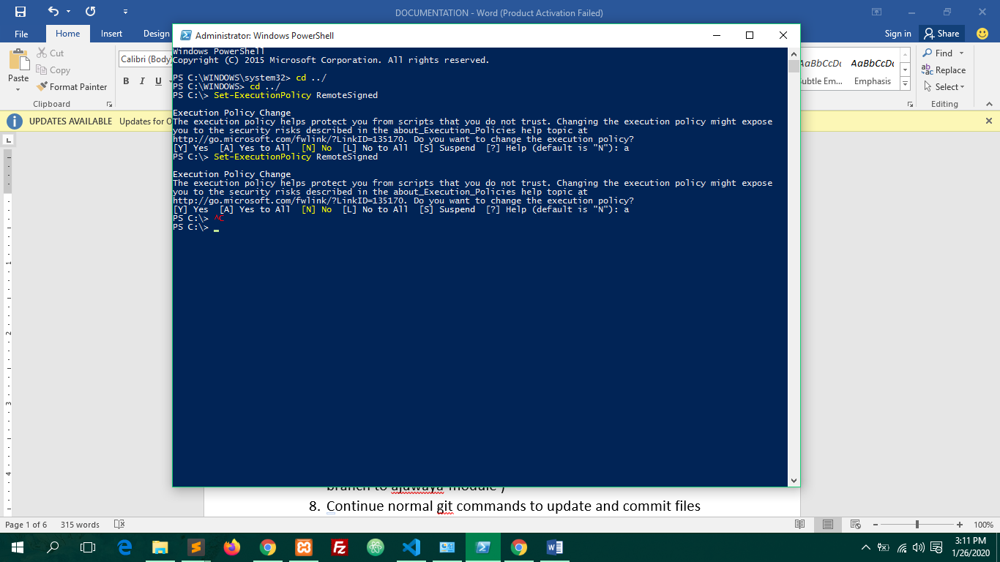 DOCUMENTATION - Word (Product Activation Failed)
File Home Insert Design Sign in Share
Administrator: Windows PowerShell
Paste
Cut
Copy
Format Painter
Clipboard
Calibri (Body)
B I U
AaBbCcDc AaBbCcDc
Subtle Em... Emphasis
Find
Replace
Select
Editing
UPDATES AVAILABLE Updates for O
Windows PowerShell
Copyright (C) 2015 Microsoft Corporation. All rights reserved.
PS C:\WINDOWS\system32> cd ../
PS C:\WINDOWS> cd ../
PS C:\> Set-ExecutionPolicy RemoteSigned
Execution Policy Change
The execution policy helps protect you from scripts that you do not trust. Changing the execution policy might expose
you to the security risks described in the about_Execution_Policies help topic at
http://go.microsoft.com/fwlink/?LinkID=135170. Do you want to change the execution policy?
[Y] Yes [A] Yes to All [N] No [L] No to All [S] Suspend [?] Help (default is "N"): a
PS C:\> Set-ExecutionPolicy RemoteSigned
Execution Policy Change
The execution policy helps protect you from scripts that you do not trust. Changing the execution policy might expose
you to the security risks described in the about_Execution_Policies help topic at
http://go.microsoft.com/fwlink/?LinkID=135170. Do you want to change the execution policy?
[Y] Yes [A] Yes to All [N] No [L] No to All [S] Suspend [?] Help (default is "N"): a
PS C:\> ^C
PS C:\>
1
2
3
4
branch to ajuwaya module )
8. Continue normal git commands to update and commit files
Page 1 of 6 315 words 100%
3:11 PM
1/26/2020